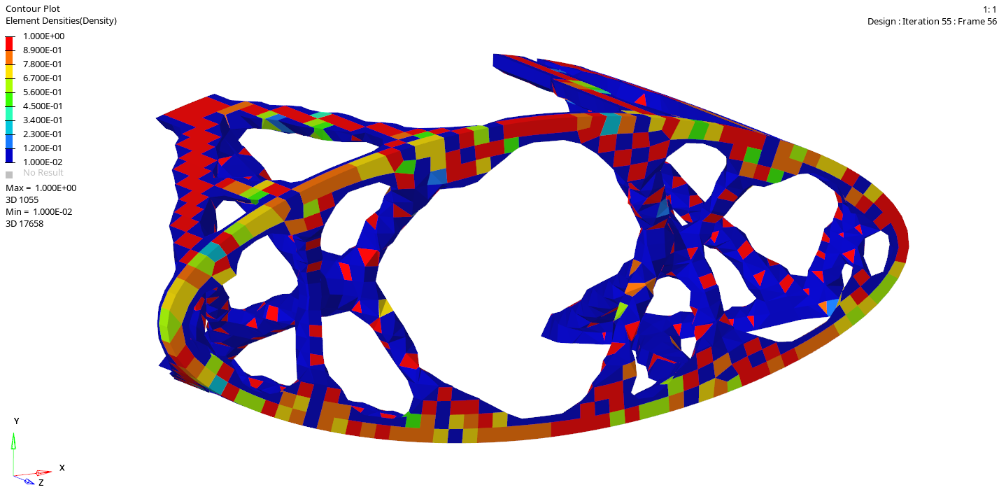 Contour Plot
Element Densities(Density)
1.000E+00
8.900E-01
7.800E-01
6.700E-01
5.600E-01
4.500E-01
3.400E-01
2.300E-01
1.200E-01
1.000E-02
No Result
Max = 1.000E+00
3D 1055
Min = 1.000E-02
3D 17658
1: 1
Design : Iteration 55 : Frame 56
Y
X
Z